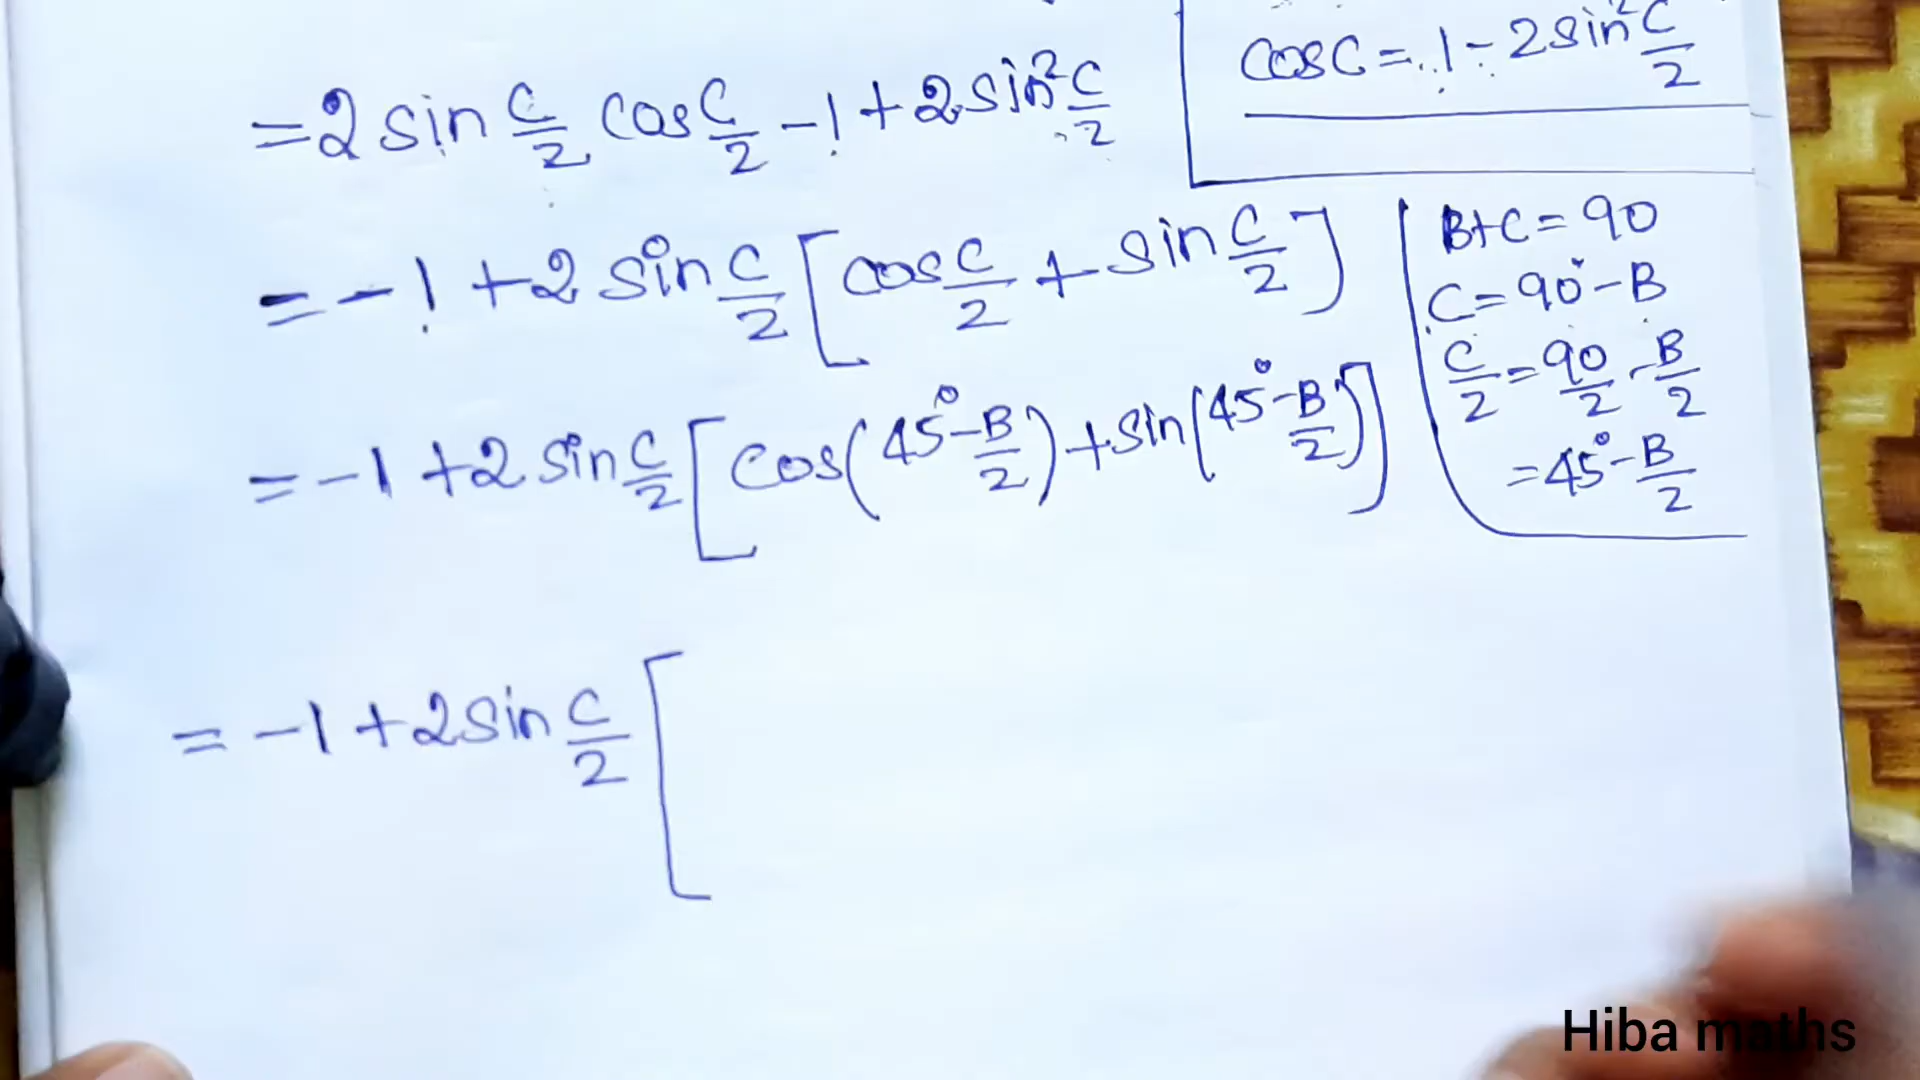 cos C = 1 - 2 sin² C/2
= 2 sin C/2 cos C/2 - 1 + 2 sin² C/2
= -1 + 2 sin C/2 [cos C/2 + sin C/2]
= -1 + 2 sin C/2 [cos(45° - B/2) + sin(45° - B/2)]
= -1 + 2 sin C/2 [
B+C = 90
C = 90° - B
C/2 = 90/2 - B/2
= 45° - B/2
Hiba maths